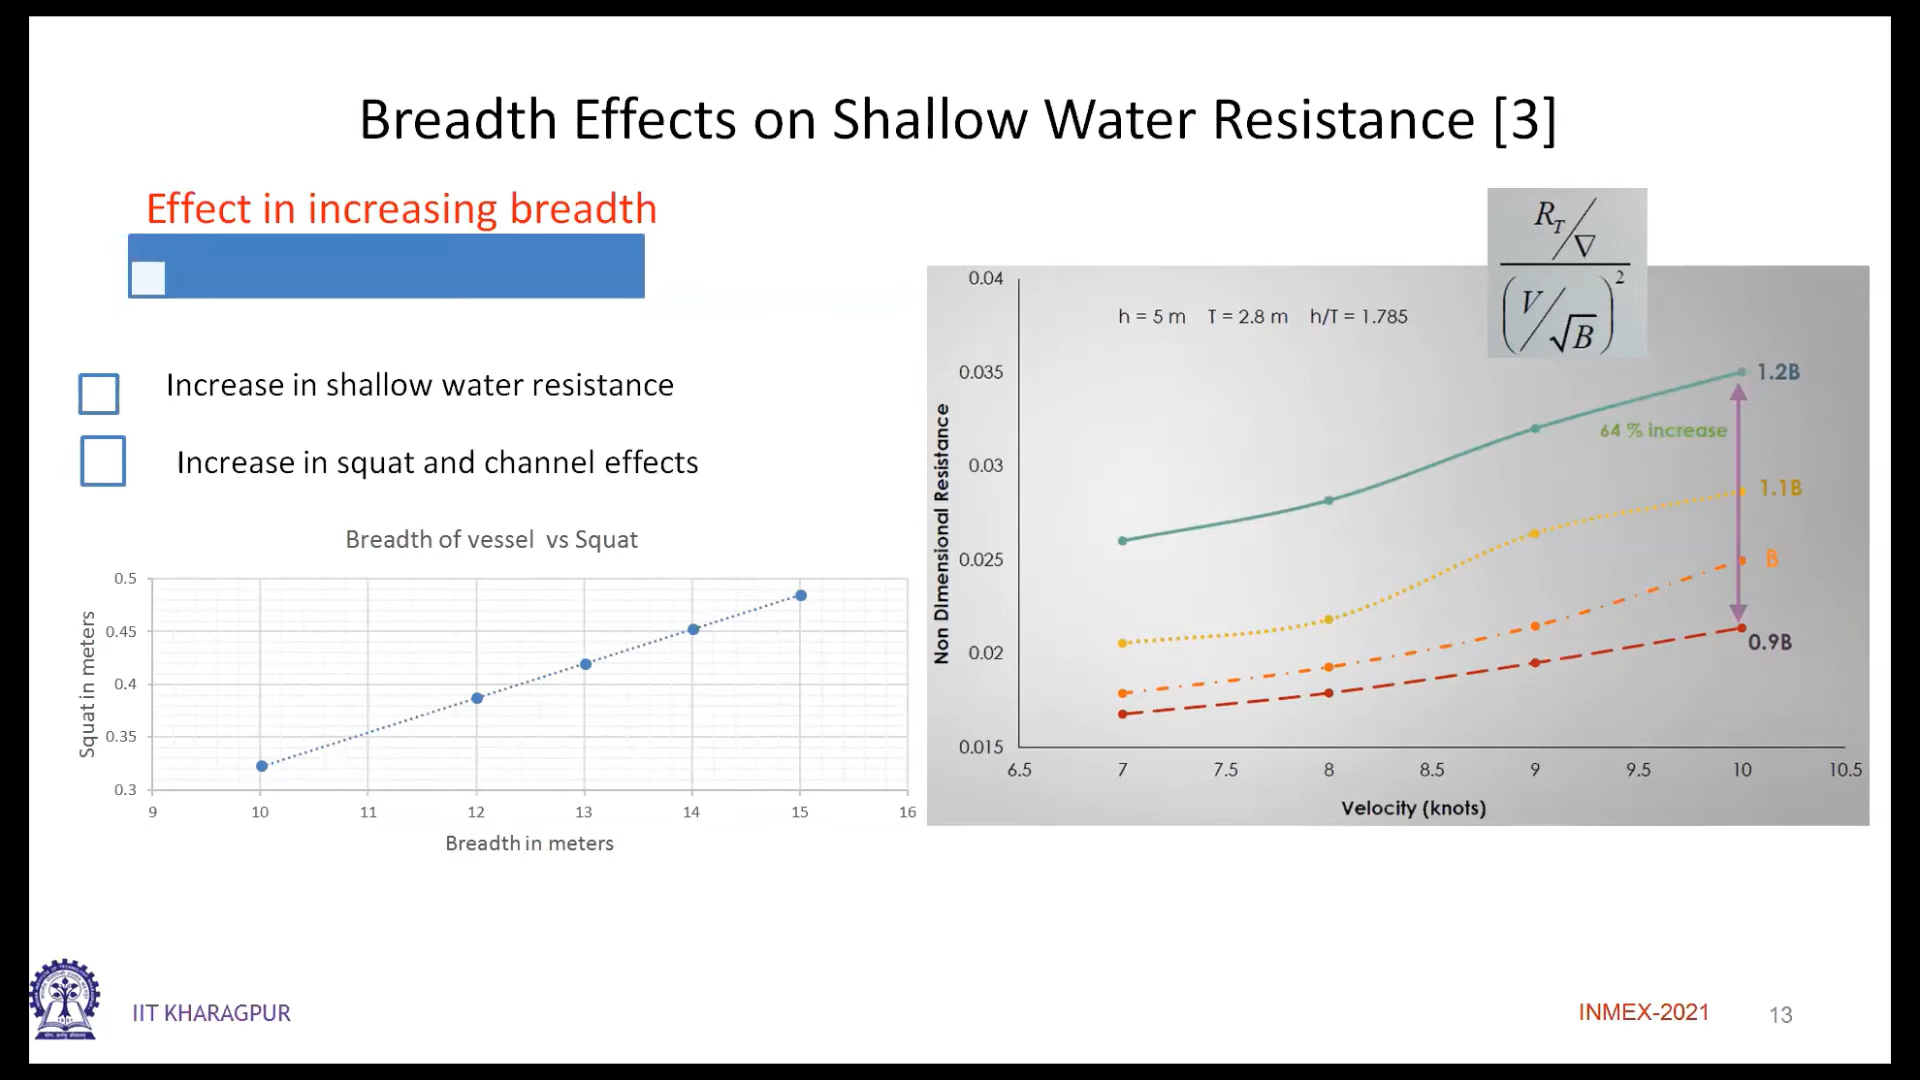 Breadth Effects on Shallow Water Resistance [3]
Effect in increasing breadth
Increase in shallow water resistance
Increase in squat and channel effects
Breadth of vessel vs Squat
Squat in meters
0.5
0.45
0.4
0.35
0.3
9 10 11 12 13 14 15 16
Breadth in meters
R_T/∇
(V/√B)²
h = 5 m T = 2.8 m h/T = 1.785
Non DImensional Resistance
0.04
0.035
0.03
0.025
0.02
0.015
1.2B
64 % increase
1.1B
B
0.9B
6.5 7 7.5 8 8.5 9 9.5 10 10.5
Velocity (knots)
IIT KHARAGPUR
INMEX-2021
13